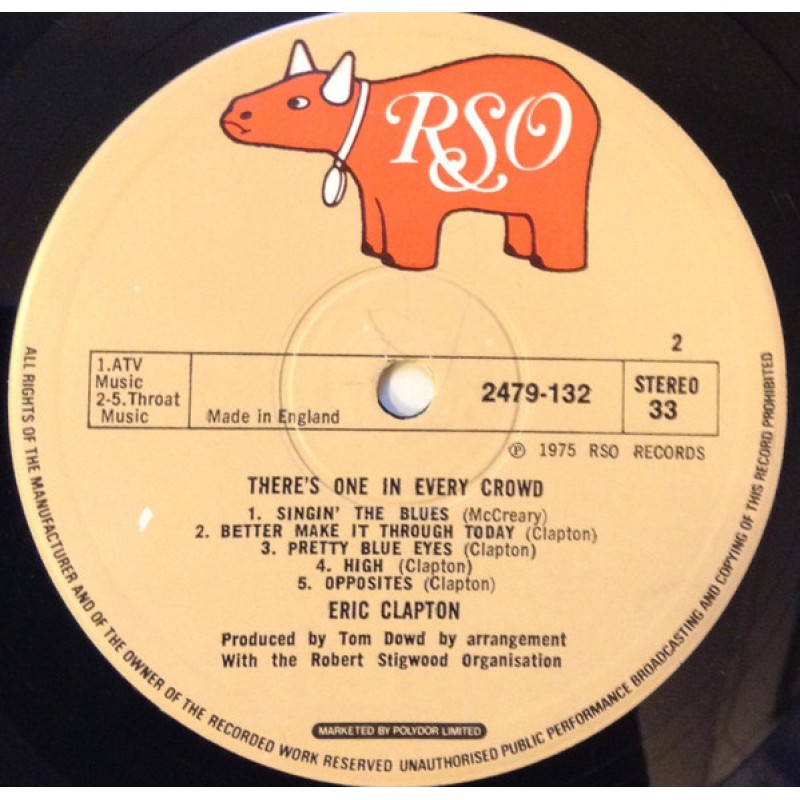 RSO
2
1.ATV
Music
2-5.Throat
Music
Made in England
2479-132
STEREO
33
℗ 1975 RSO RECORDS
THERE'S ONE IN EVERY CROWD
1. SINGIN' THE BLUES (McCreary)
2. BETTER MAKE IT THROUGH TODAY (Clapton)
3. PRETTY BLUE EYES (Clapton)
4. HIGH (Clapton)
5. OPPOSITES (Clapton)
ERIC CLAPTON
Produced by Tom Dowd by arrangement
With the Robert Stigwood Organisation
MARKETED BY POLYDOR LIMITED
ALL RIGHTS OF THE MANUFACTURER AND OF THE OWNER OF THE RECORDED WORK RESERVED UNAUTHORISED PUBLIC PERFORMANCE BROADCASTING AND COPYING OF THIS RECORD PROHIBITED